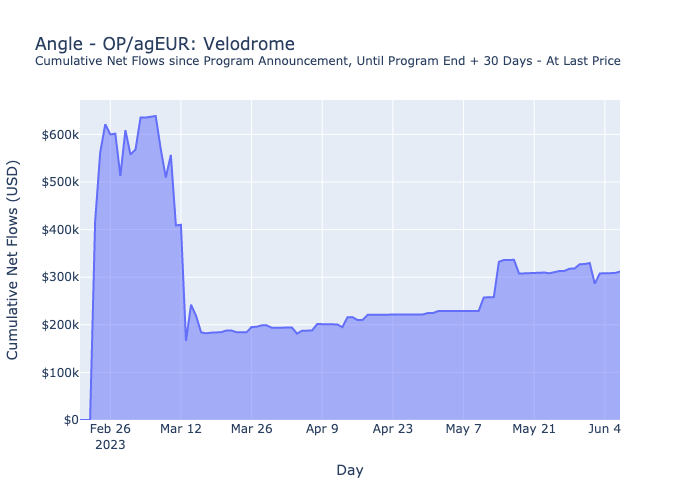 Angle - OP/agEUR: Velodrome
Cumulative Net Flows since Program Announcement, Until Program End + 30 Days - At Last Price
Cumulative Net Flows (USD)
$600k
$500k
$400k
$300k
$200k
$100k
$0
Feb 26 Mar 12 Mar 26 Apr 9 Apr 23 May 7 May 21 Jun 4
2023
Day